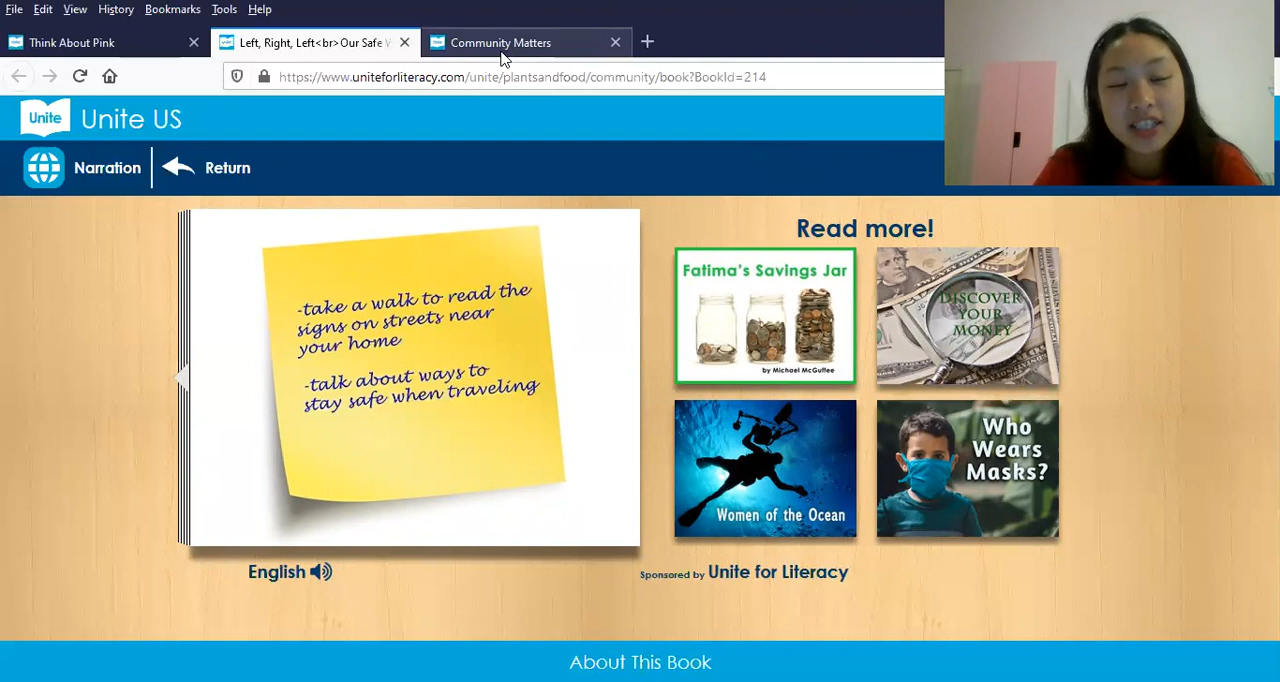 File Edit View History Bookmarks Tools Help
Think About Pink
Left, Right, Left<br>Our Safe W
Community Matters
https://www.uniteforliteracy.com/unite/plantsandfood/community/book?BookId=214
Unite
Unite US
Narration
Return
-take a walk to read the
signs on streets near
your home
-talk about ways to
stay safe when traveling
English
Read more!
Fatima's Savings Jar
by Michael McGuffee
DISCOVER
YOUR
MONEY
Women of the Ocean
Who
Wears
Masks?
Sponsored by Unite for Literacy
About This Book